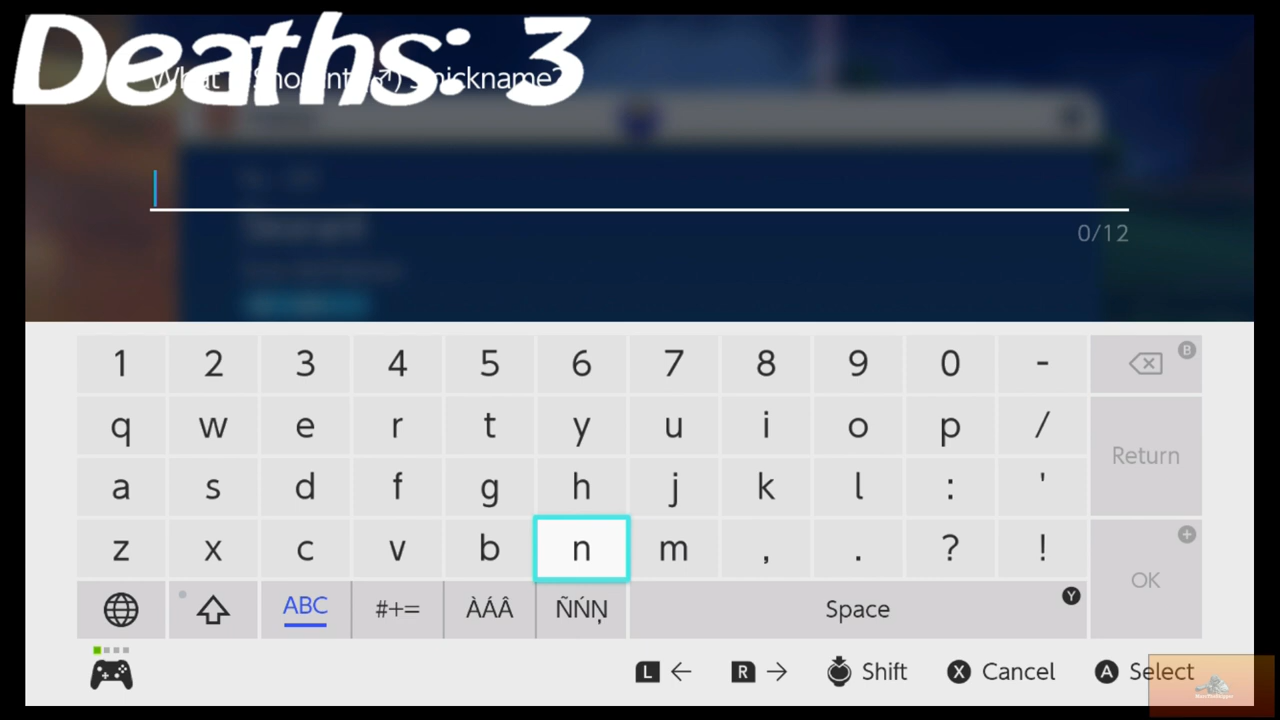 Deaths: 3
What nickname?
0/12
1 2 3 4 5 6 7 8 9 0 -
B
q w e r t y u i o p /
Return
a s d f g h j k l : '
z x c v b n m , . ? !
+
OK
ABC #+= ÀÁÂ ÑŃŅ Space
Y
L ← R → Shift X Cancel A Select